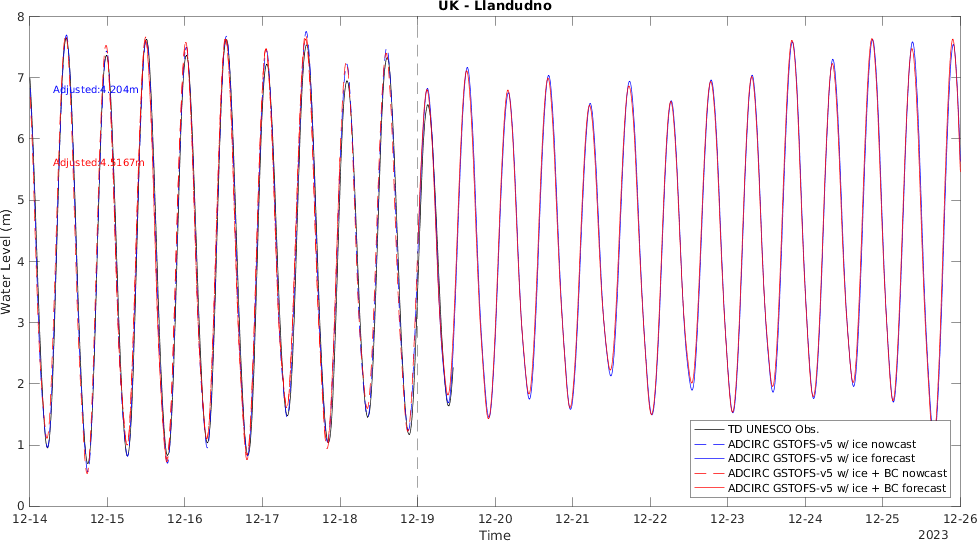 UK - Llandudno
8
7
6
5
4
3
2
1
0
Water Level (m)
Adjusted:4.204m
Adjusted:4.5167m
TD UNESCO Obs.
ADCIRC GSTOFS-v5 w/ ice nowcast
ADCIRC GSTOFS-v5 w/ ice forecast
ADCIRC GSTOFS-v5 w/ ice + BC nowcast
ADCIRC GSTOFS-v5 w/ ice + BC forecast
12-14 12-15 12-16 12-17 12-18 12-19 12-20 12-21 12-22 12-23 12-24 12-25 12-26
Time
2023